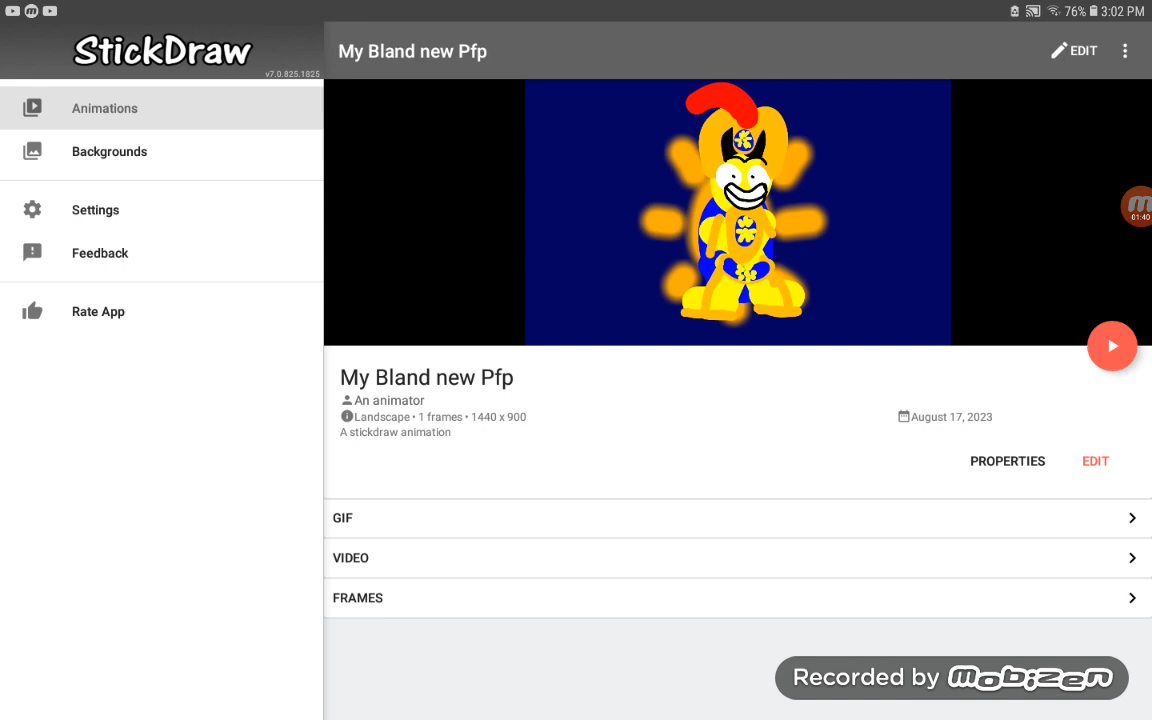 76% 3:02 PM
StickDraw
v7.0.825.1825
My Bland new Pfp
EDIT
Animations
Backgrounds
Settings
Feedback
Rate App
01:40
My Bland new Pfp
An animator
Landscape • 1 frames • 1440 x 900
August 17, 2023
A stickdraw animation
PROPERTIES
EDIT
GIF
VIDEO
FRAMES
Recorded by mobizen